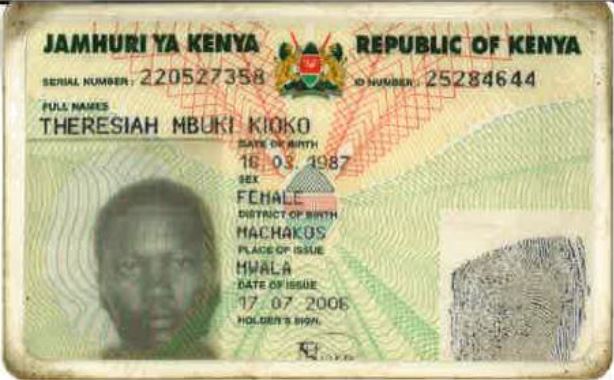 JAMHURI YA KENYA REPUBLIC OF KENYA
SERIAL NUMBER: 220527358 ID NUMBER: 25284644
FULL NAMES
THERESIAH MBUKI KIOKO
DATE OF BIRTH
16.03.1987
SEX
FEMALE
DISTRICT OF BIRTH
MACHAKOS
PLACE OF ISSUE
MWALA
DATE OF ISSUE
17.07.2006
HOLDER'S SIGN.